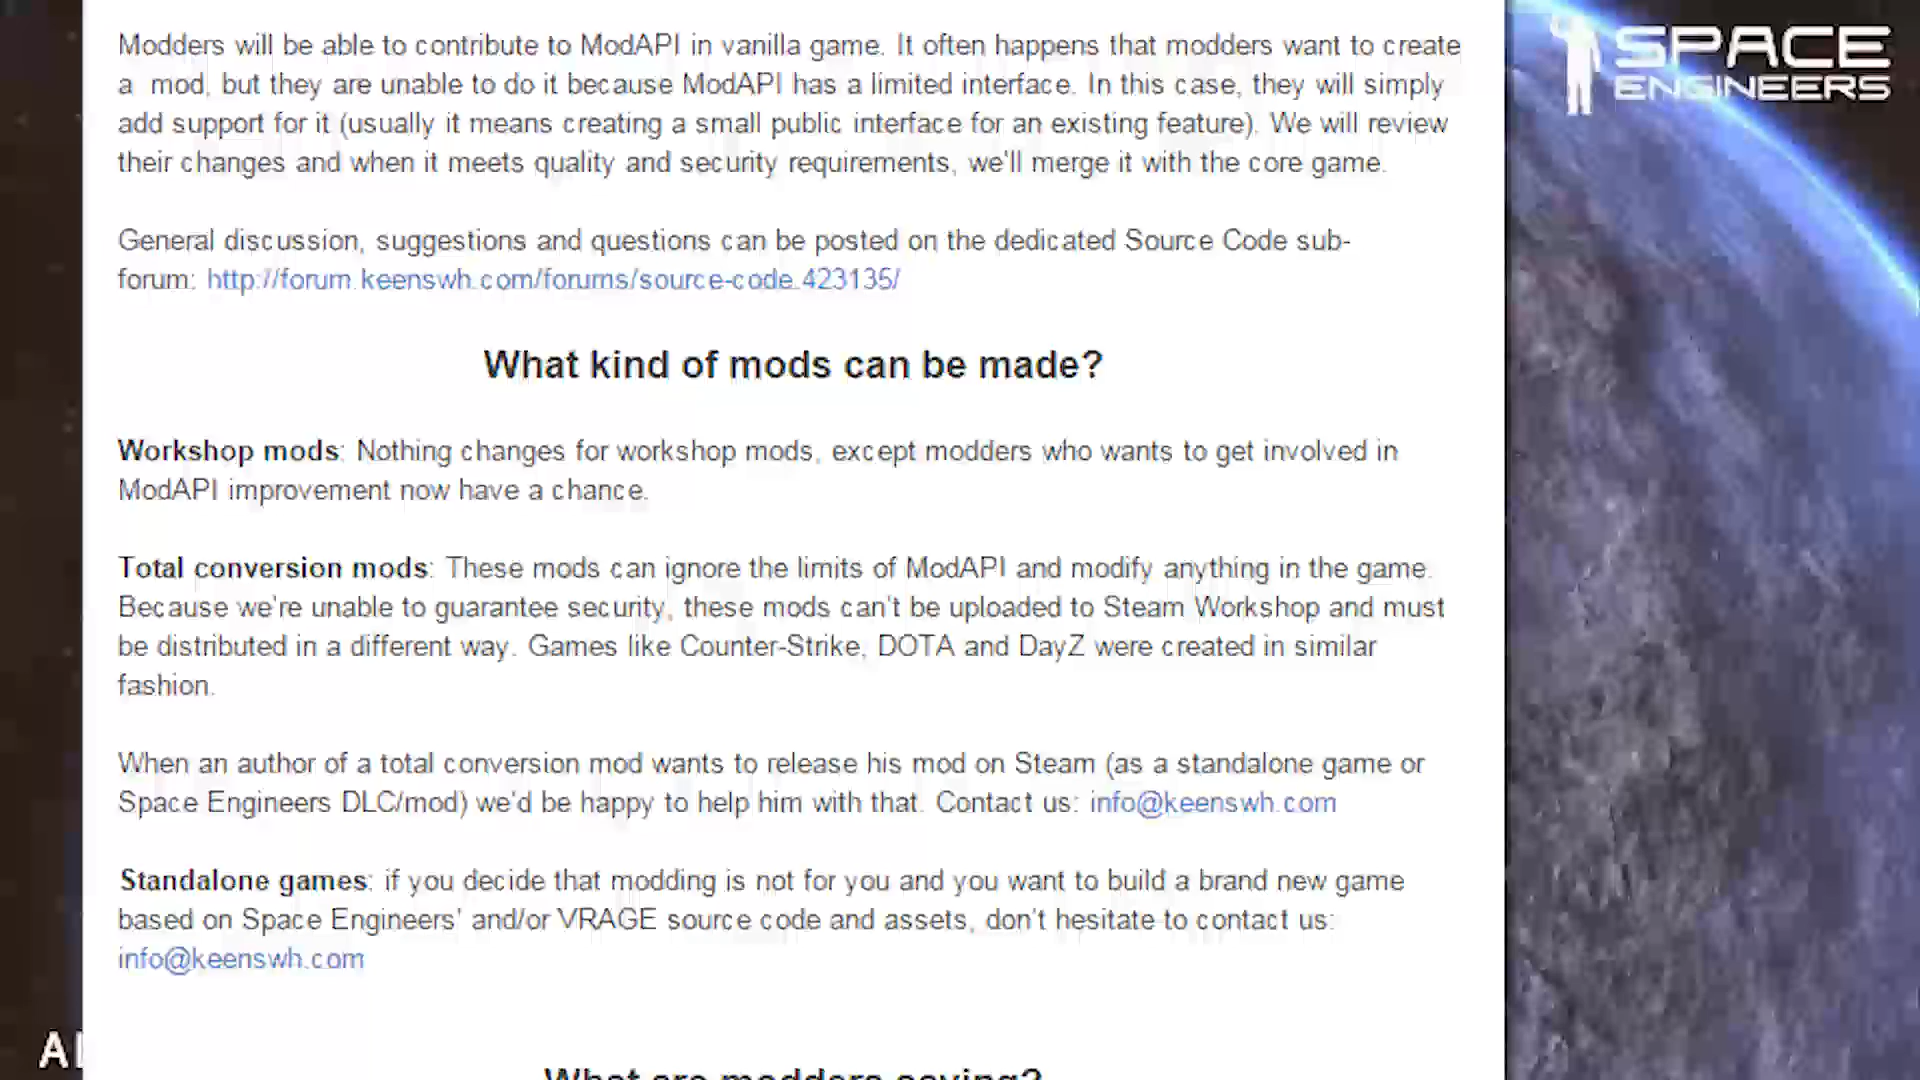 Modders will be able to contribute to ModAPI in vanilla game. It often happens that modders want to create
a mod, but they are unable to do it because ModAPI has a limited interface. In this case, they will simply
add support for it (usually it means creating a small public interface for an existing feature). We will review
their changes and when it meets quality and security requirements, we'll merge it with the core game.
General discussion, suggestions and questions can be posted on the dedicated Source Code sub-
forum: http://forum.keenswh.com/forums/source-code.423135/
What kind of mods can be made?
Workshop mods: Nothing changes for workshop mods, except modders who wants to get involved in
ModAPI improvement now have a chance.
Total conversion mods: These mods can ignore the limits of ModAPI and modify anything in the game.
Because we're unable to guarantee security, these mods can't be uploaded to Steam Workshop and must
be distributed in a different way. Games like Counter-Strike, DOTA and DayZ were created in similar
fashion.
When an author of a total conversion mod wants to release his mod on Steam (as a standalone game or
Space Engineers DLC/mod) we'd be happy to help him with that. Contact us: info@keenswh.com
Standalone games: if you decide that modding is not for you and you want to build a brand new game
based on Space Engineers' and/or VRAGE source code and assets, don't hesitate to contact us:
info@keenswh.com
What are modders saying?
SPACE
ENGINEERS